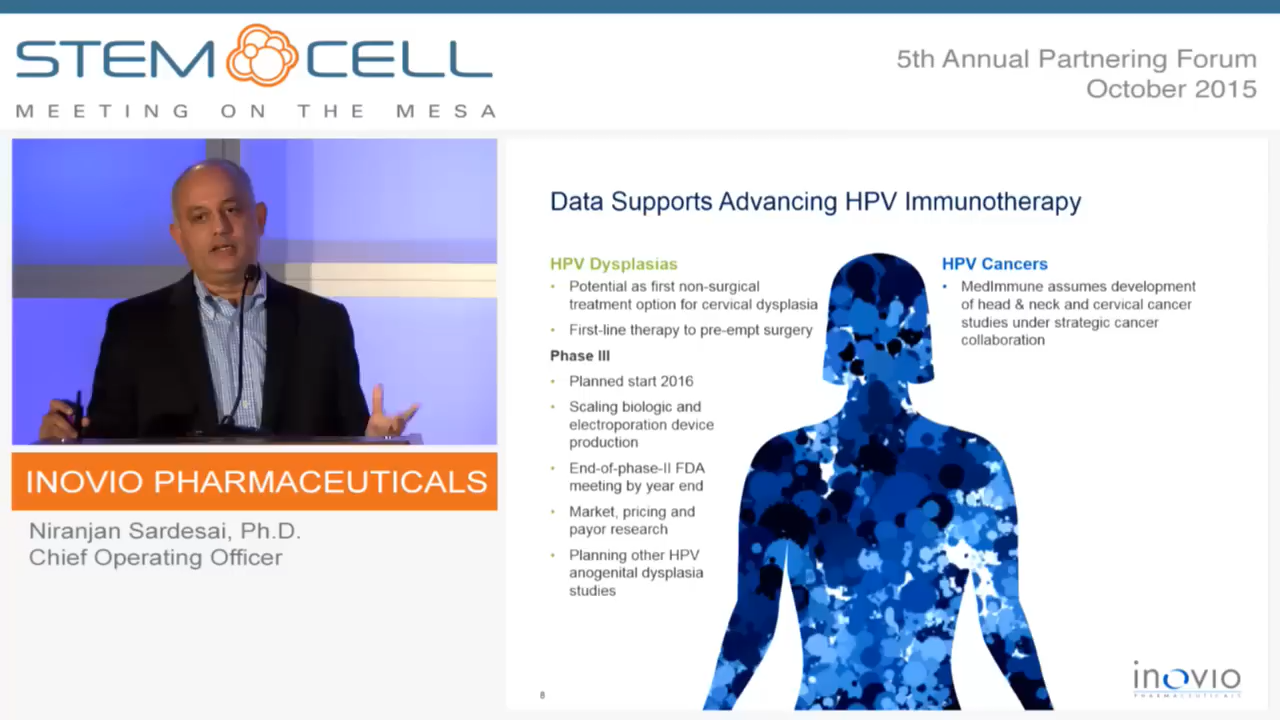 STEM CELL
MEETING ON THE MESA
5th Annual Partnering Forum
October 2015
INOVIO PHARMACEUTICALS
Niranjan Sardesai, Ph.D.
Chief Operating Officer
Data Supports Advancing HPV Immunotherapy
HPV Dysplasias
• Potential as first non-surgical
treatment option for cervical dysplasia
• First-line therapy to pre-empt surgery
Phase III
• Planned start 2016
• Scaling biologic and
electroporation device
production
• End-of-phase-II FDA
meeting by year end
• Market, pricing and
payor research
• Planning other HPV
anogenital dysplasia
studies
HPV Cancers
• MedImmune assumes development
of head & neck and cervical cancer
studies under strategic cancer
collaboration
8
inovio
PHARMACEUTICALS